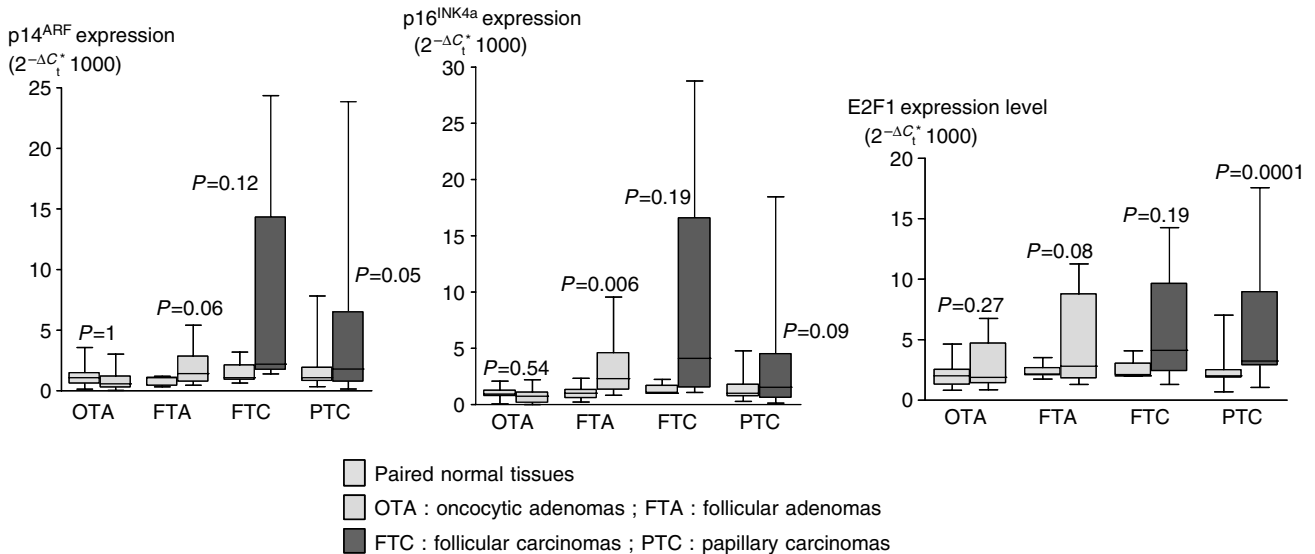 p14ARF expression
(2−ΔCt* 1000)
25
20
15
10
5
0
P=1
P=0.06
P=0.12
P=0.05
OTA FTA FTC PTC
p16INK4a expression
(2−ΔCt* 1000)
30
25
20
15
10
5
0
P=0.54
P=0.006
P=0.19
P=0.09
OTA FTA FTC PTC
E2F1 expression level
(2−ΔCt* 1000)
20
15
10
5
0
P=0.27
P=0.08
P=0.19
P=0.0001
OTA FTA FTC PTC
Paired normal tissues
OTA : oncocytic adenomas ; FTA : follicular adenomas
FTC : follicular carcinomas ; PTC : papillary carcinomas